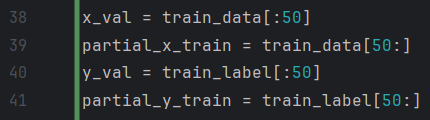 38 x_val = train_data[:50]
39 partial_x_train = train_data[50:]
40 y_val = train_label[:50]
41 partial_y_train = train_label[50:]